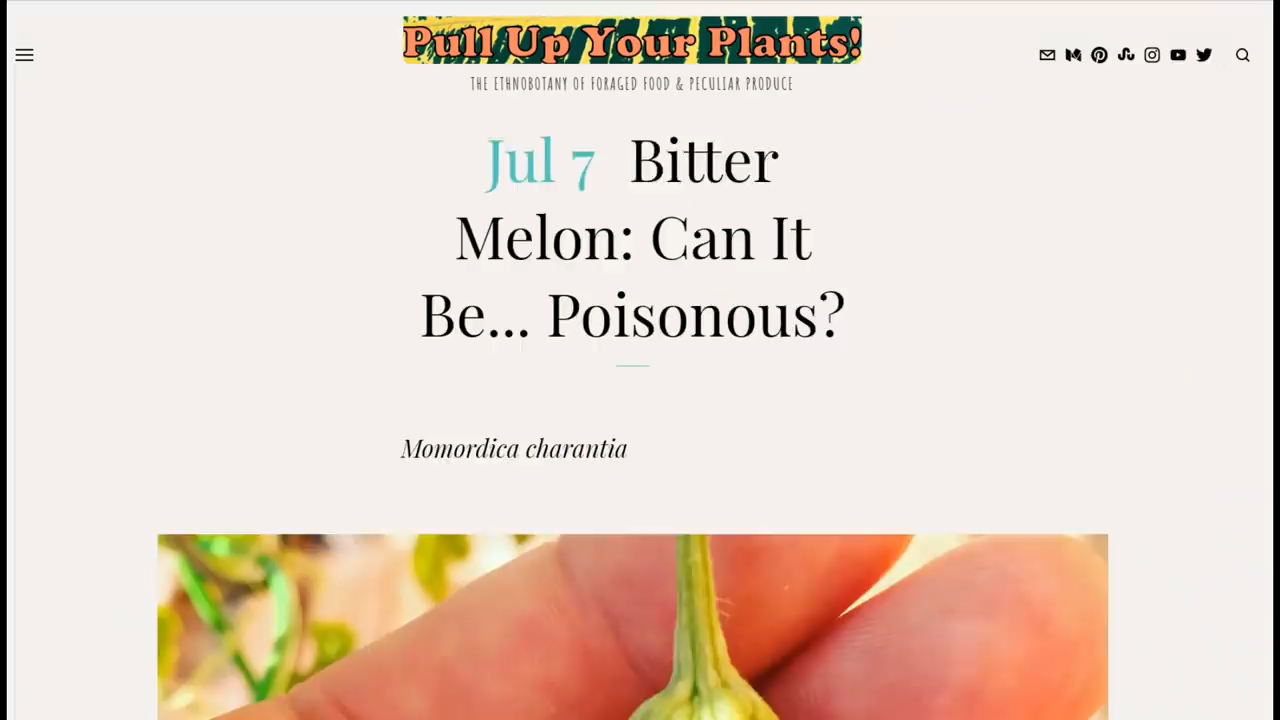 Pull Up Your Plants!
THE ETHNOBOTANY OF FORAGED FOOD & PECULIAR PRODUCE
Jul 7 Bitter
Melon: Can It
Be... Poisonous?
Momordica charantia